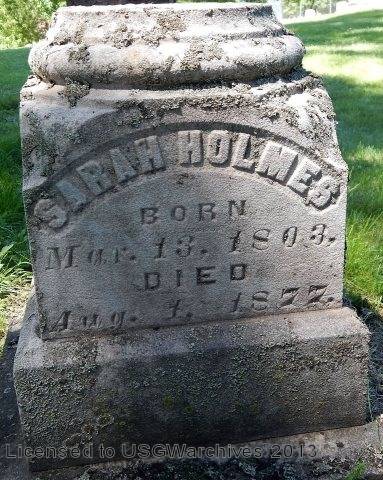 SARAH HOLMES
BORN
Mar. 13. 1803.
DIED
Aug. 1. 1877.
Licensed to USGWarchives 2013